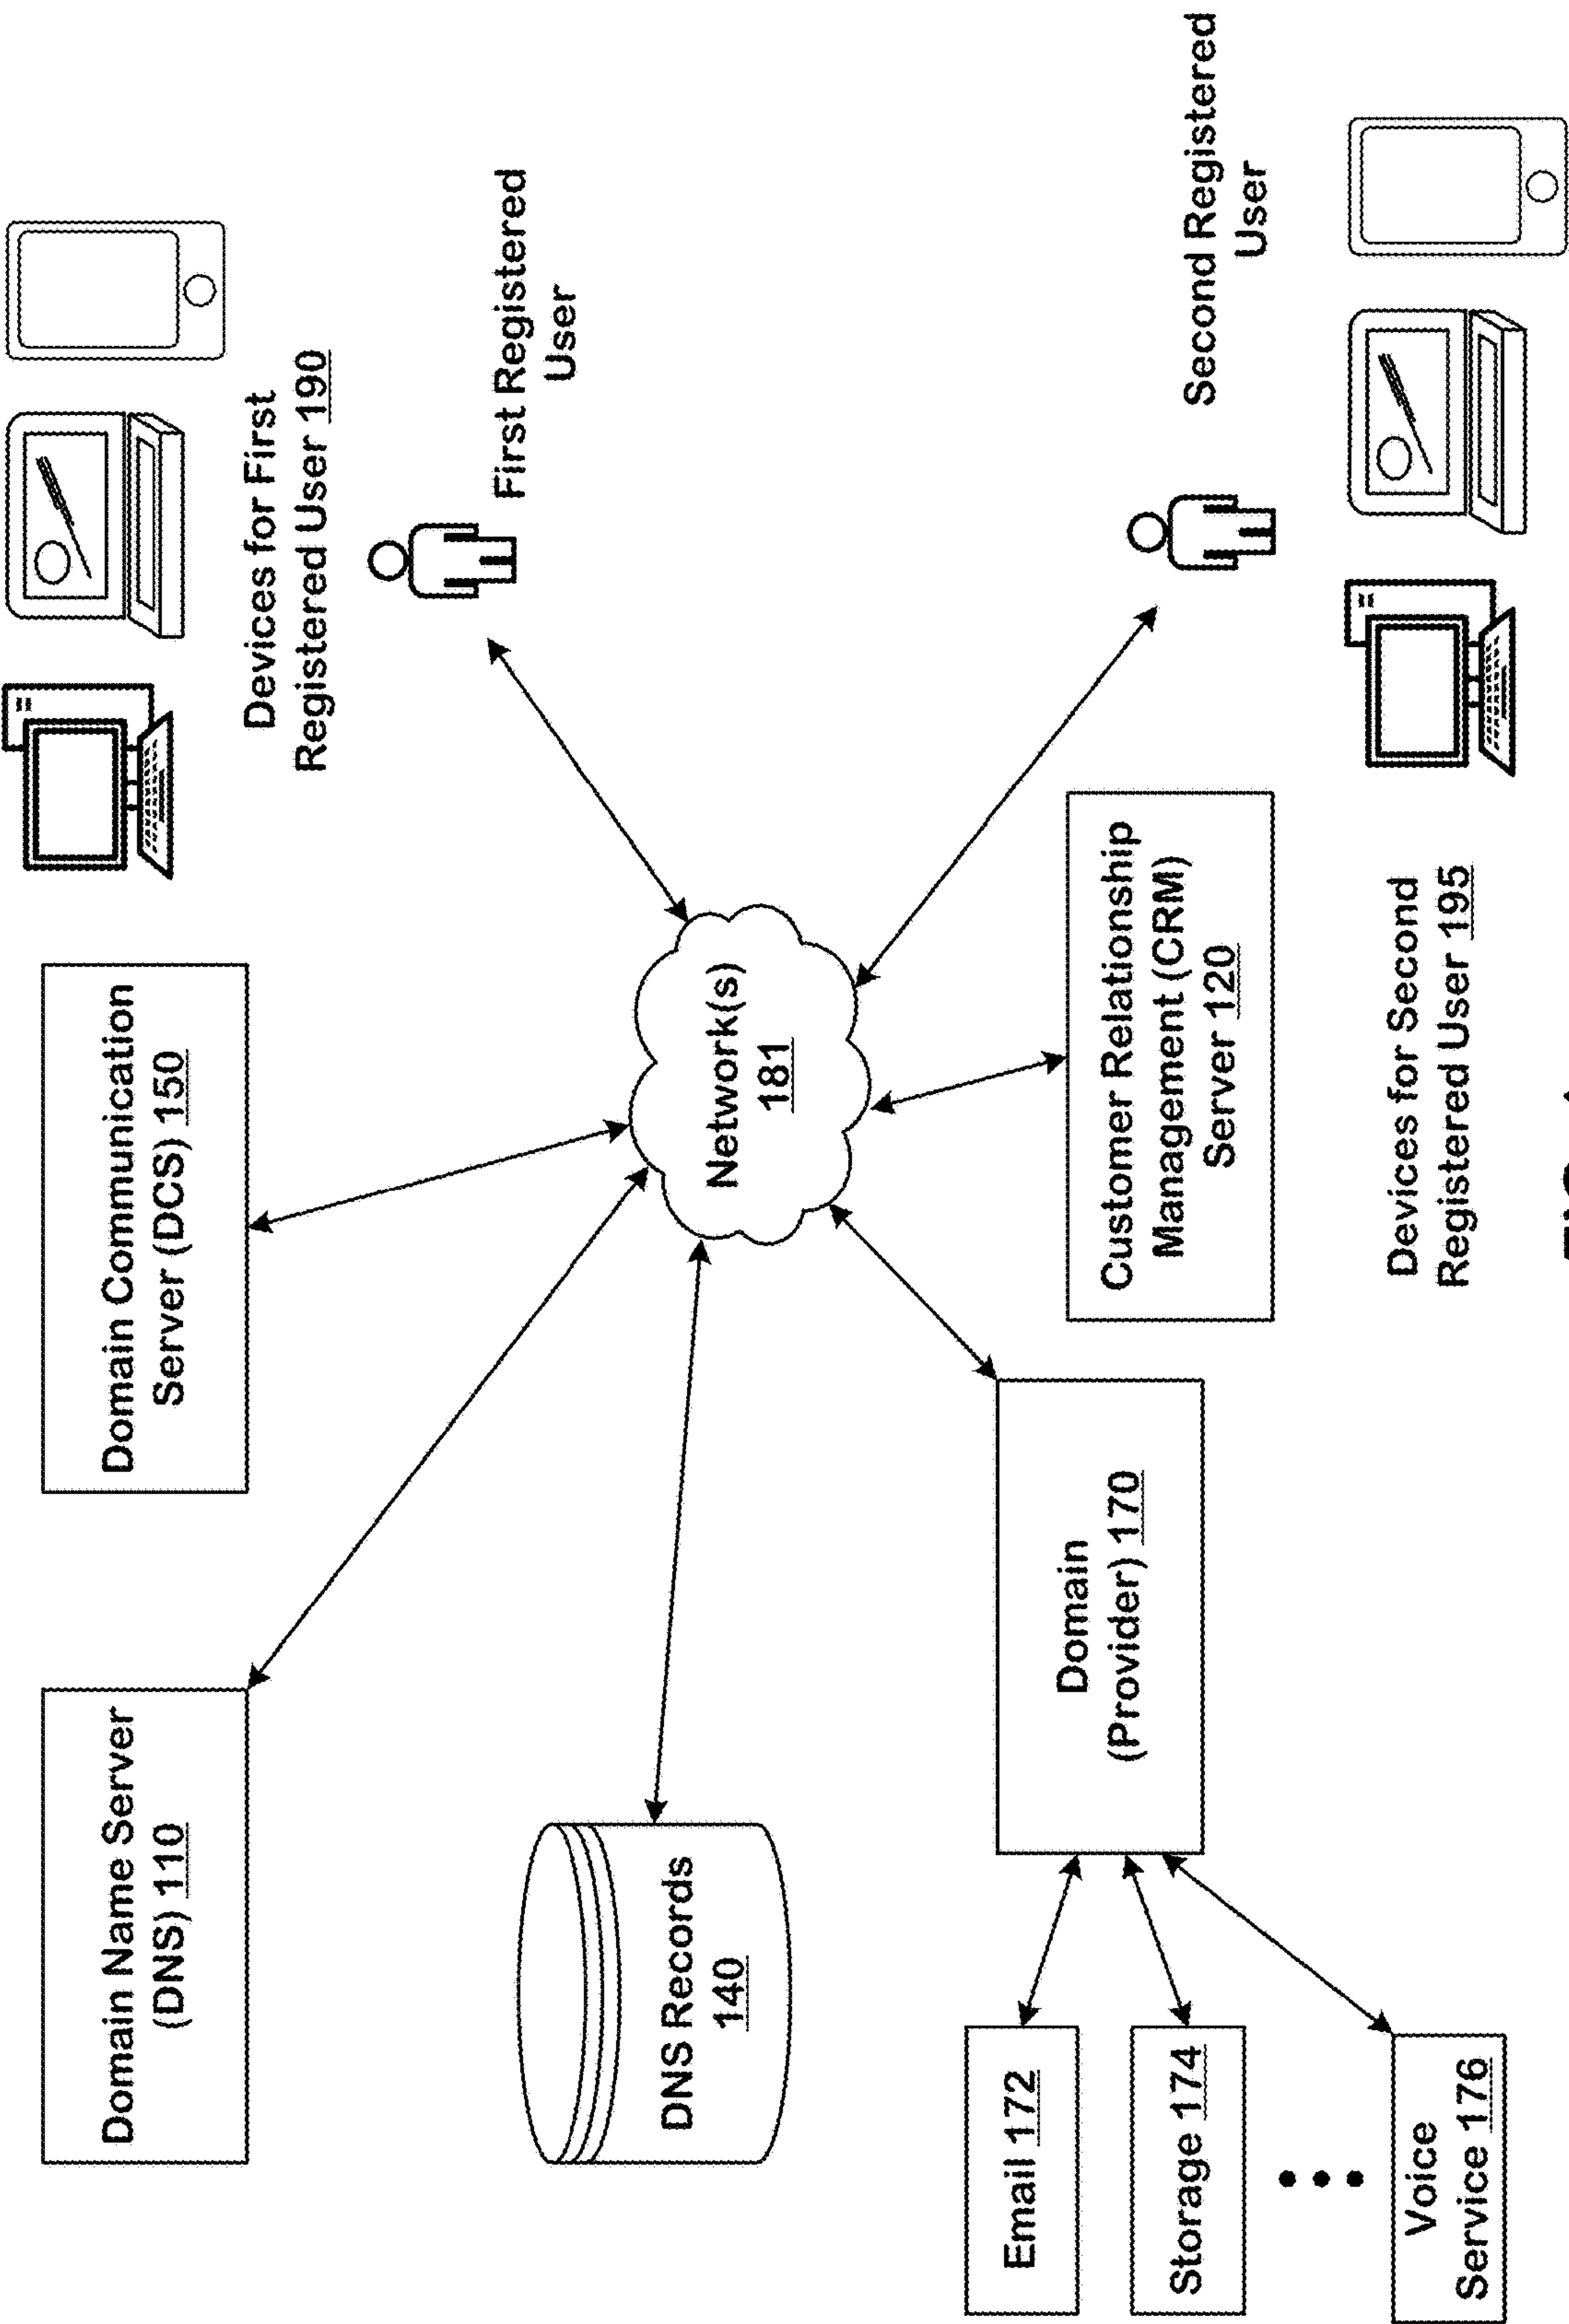 Domain Name Server
(DNS) 110
Domain Communication
Server (DCS) 150
Devices for First
Registered User 190
First Registered
User
DNS Records
140
Network(s)
181
Domain
(Provider) 170
Customer Relationship
Management (CRM)
Server 120
Second Registered
User
Email 172
Storage 174
Voice
Service 176
Devices for Second
Registered User 195